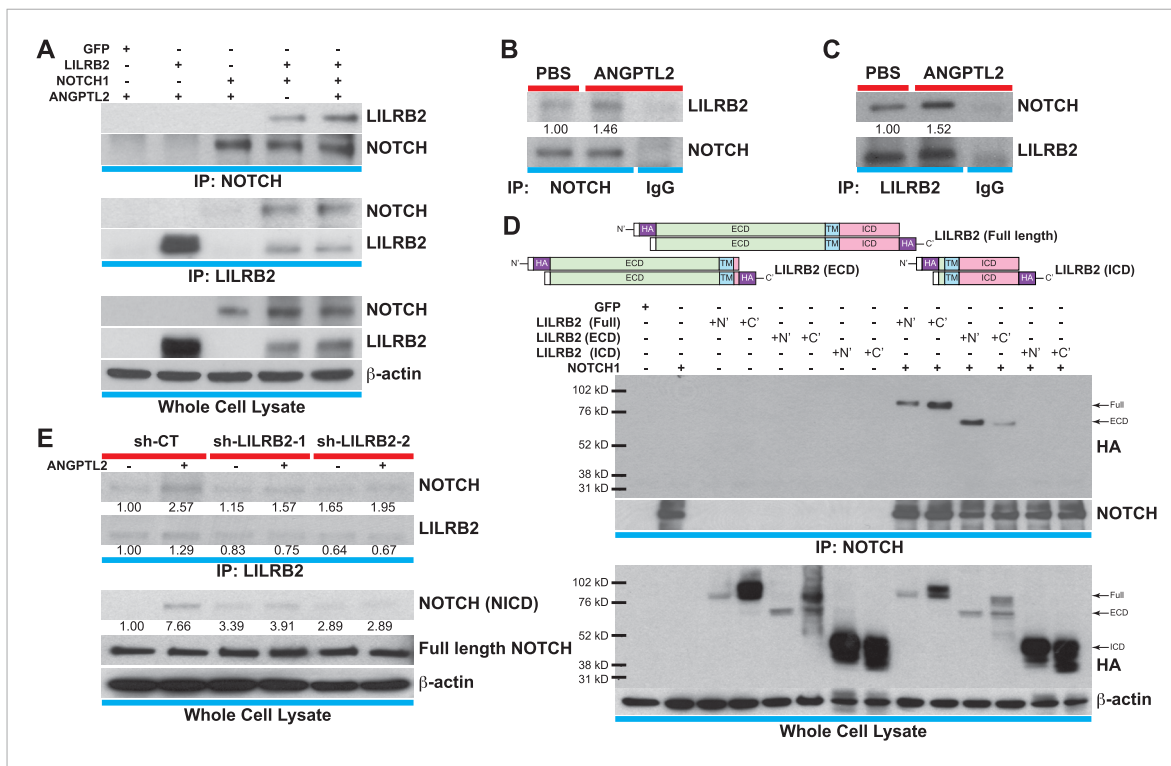 A
GFP + - - - -
LILRB2 - + - + +
NOTCH1 - - + + +
ANGPTL2 + + + - +
LILRB2
NOTCH
IP: NOTCH
NOTCH
LILRB2
IP: LILRB2
NOTCH
LILRB2
β-actin
Whole Cell Lysate
B
PBS ANGPTL2
LILRB2
1.00 1.46
NOTCH
IP: NOTCH IgG
C
PBS ANGPTL2
NOTCH
1.00 1.52
LILRB2
IP: LILRB2 IgG
D
N' HA ECD TM ICD
ECD TM ICD HA C'
LILRB2 (Full length)
N' HA ECD TM
ECD TM HA C'
LILRB2 (ECD)
N' HA TM ICD
TM ICD HA C'
LILRB2 (ICD)
GFP + - - - - - - - - - - - - -
LILRB2 (Full) - - +N' +C' - - - - +N' +C' - - - -
LILRB2 (ECD) - - - - +N' +C' - - - - +N' +C' - -
LILRB2 (ICD) - - - - - - +N' +C' - - - - +N' +C'
NOTCH1 - + - - - - - - + + + + + +
102 kD
76 kD
52 kD
38 kD
31 kD
Full
ECD
HA
NOTCH
IP: NOTCH
102 kD
76 kD
52 kD
38 kD
31 kD
Full
ECD
ICD
HA
β-actin
Whole Cell Lysate
E
sh-CT sh-LILRB2-1 sh-LILRB2-2
ANGPTL2 - + - + - +
NOTCH
1.00 2.57 1.15 1.57 1.65 1.95
LILRB2
1.00 1.29 0.83 0.75 0.64 0.67
IP: LILRB2
NOTCH (NICD)
1.00 7.66 3.39 3.91 2.89 2.89
Full length NOTCH
β-actin
Whole Cell Lysate